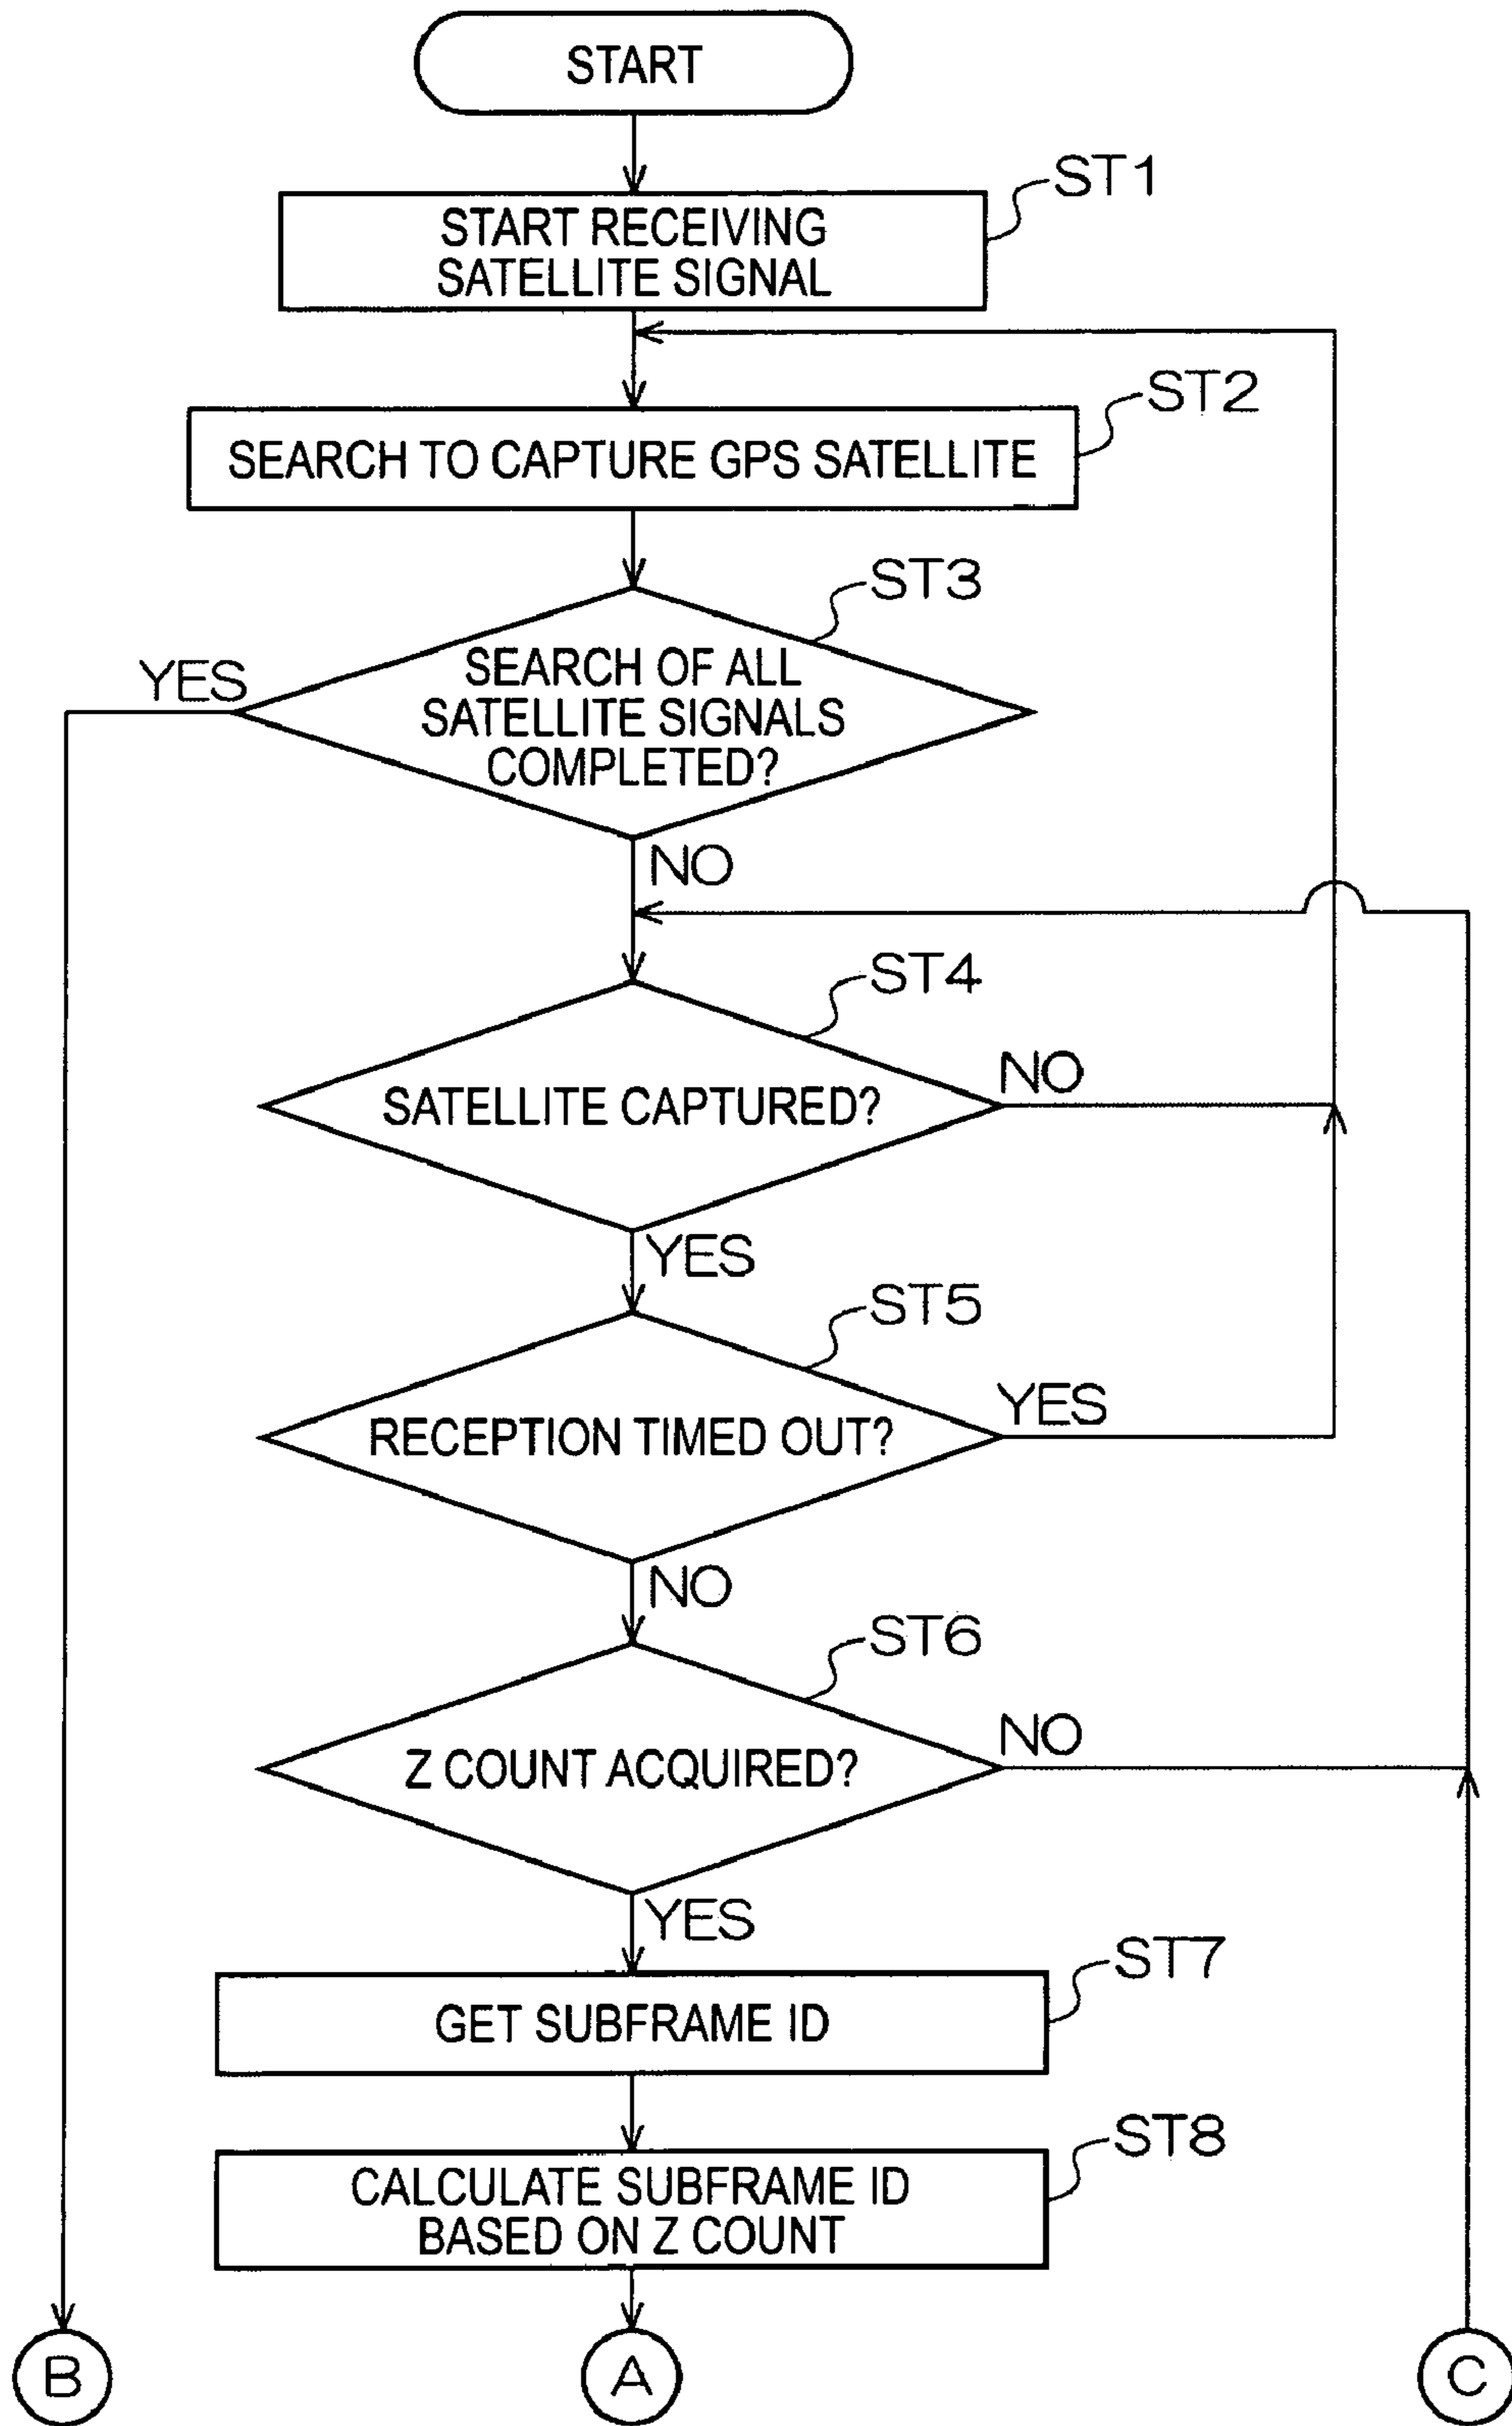 START
ST1
START RECEIVING
SATELLITE SIGNAL
ST2
SEARCH TO CAPTURE GPS SATELLITE
ST3
YES
SEARCH OF ALL
SATELLITE SIGNALS
COMPLETED?
NO
ST4
SATELLITE CAPTURED?
NO
YES
ST5
RECEPTION TIMED OUT?
YES
NO
ST6
Z COUNT ACQUIRED?
NO
YES
ST7
GET SUBFRAME ID
ST8
CALCULATE SUBFRAME ID
BASED ON Z COUNT
B
A
C